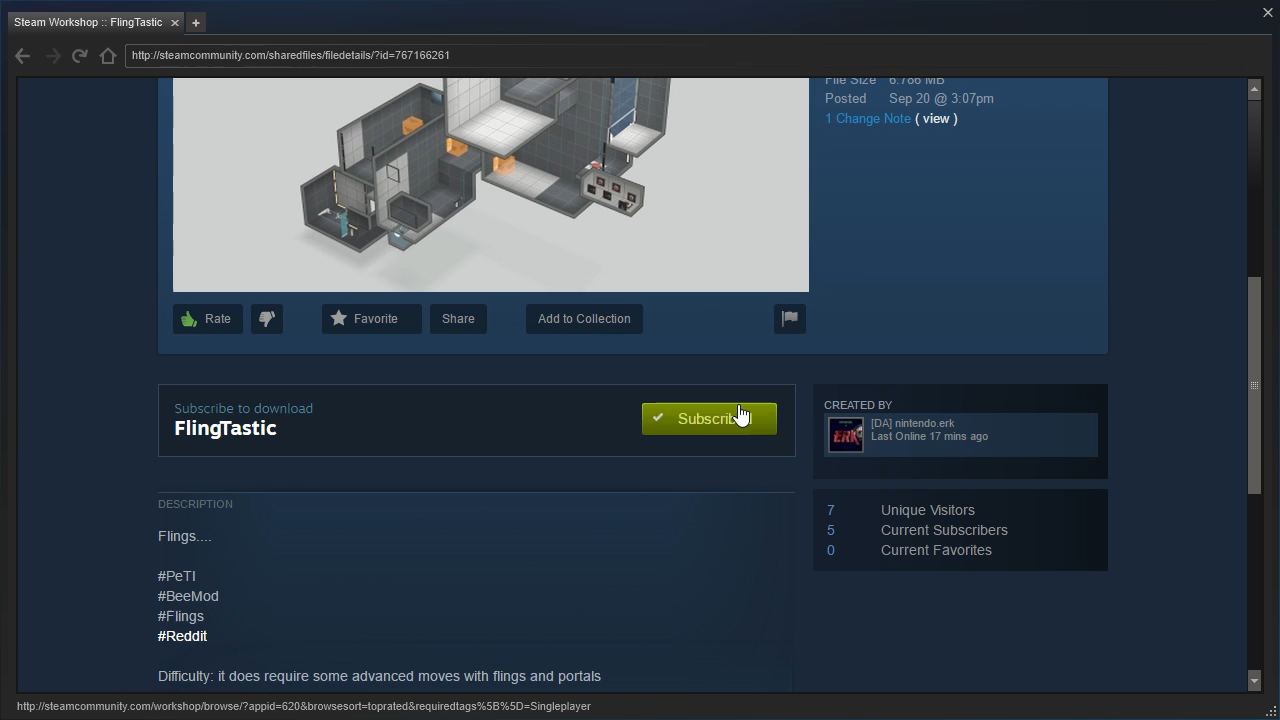 Steam Workshop :: FlingTastic
http://steamcommunity.com/sharedfiles/filedetails/?id=767166261
File Size 6.786 MB
Posted Sep 20 @ 3:07pm
1 Change Note ( view )
Rate
Favorite
Share
Add to Collection
Subscribe to download
FlingTastic
CREATED BY
[DA] nintendo.erk
Last Online 17 mins ago
DESCRIPTION
7 Unique Visitors
5 Current Subscribers
0 Current Favorites
Flings....
#PeTI
#BeeMod
#Flings
#Reddit
Difficulty: it does require some advanced moves with flings and portals
http://steamcommunity.com/workshop/browse/?appid=620&browsesort=toprated&requiredtags%5B%5D=Singleplayer